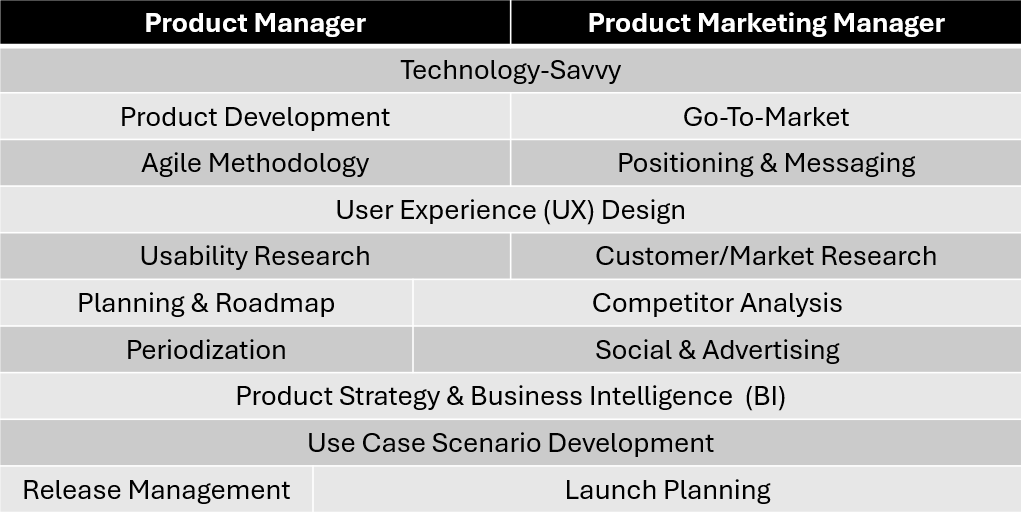 Product Manager
Product Marketing Manager
Technology-Savvy
Product Development
Go-To-Market
Agile Methodology
Positioning & Messaging
User Experience (UX) Design
Usability Research
Customer/Market Research
Planning & Roadmap
Competitor Analysis
Periodization
Social & Advertising
Product Strategy & Business Intelligence  (BI)
Use Case Scenario Development
Release Management
Launch Planning